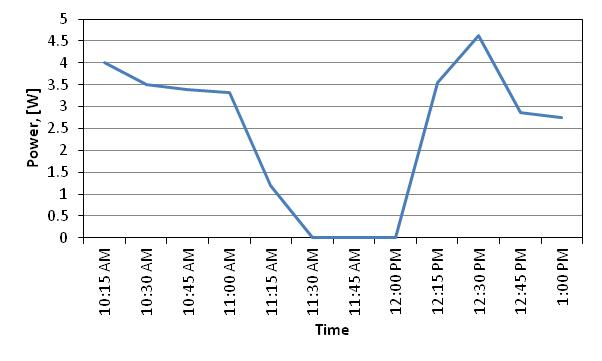 5
4.5
4
3.5
3
2.5
2
1.5
1
0.5
0
Power, [W]
10:15 AM
10:30 AM
10:45 AM
11:00 AM
11:15 AM
11:30 AM
11:45 AM
12:00 PM
12:15 PM
12:30 PM
12:45 PM
1:00 PM
Time